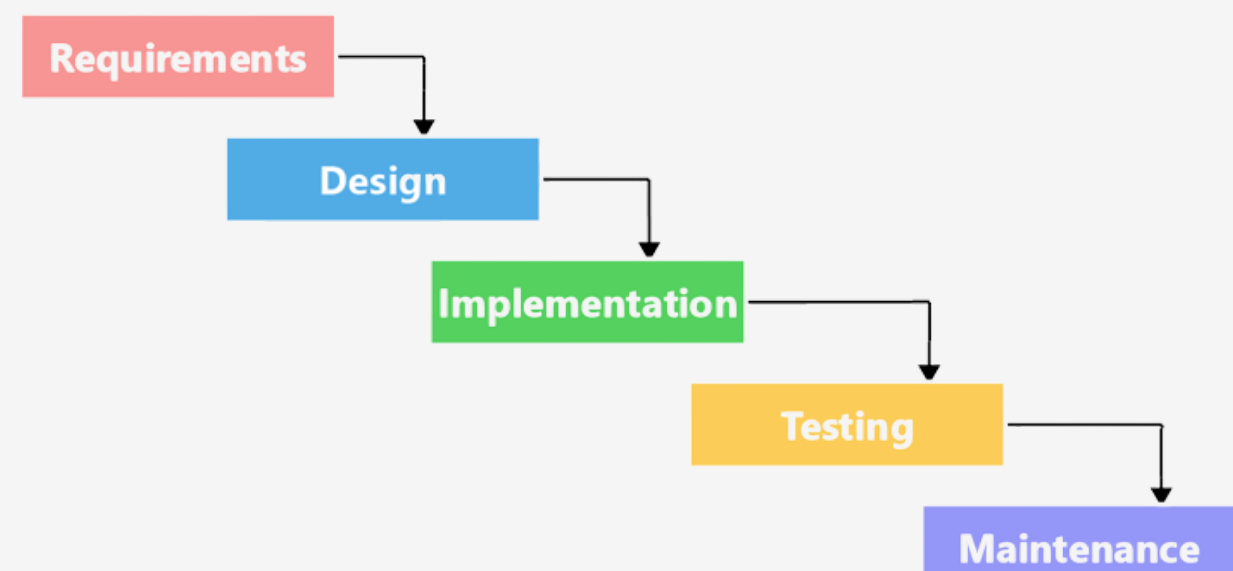 Requirements
Design
Implementation
Testing
Maintenance